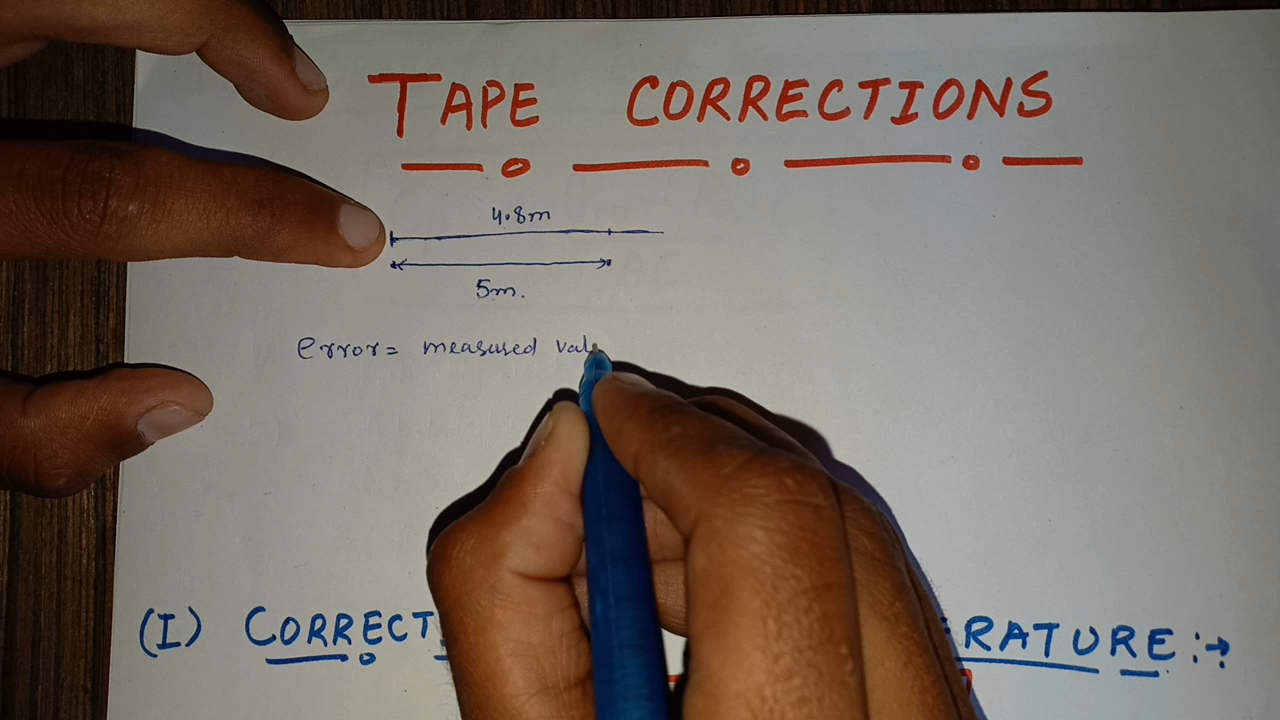 TAPE CORRECTIONS
4.8m
5m.
error = measured val
(I) CORRECT RATURE :→